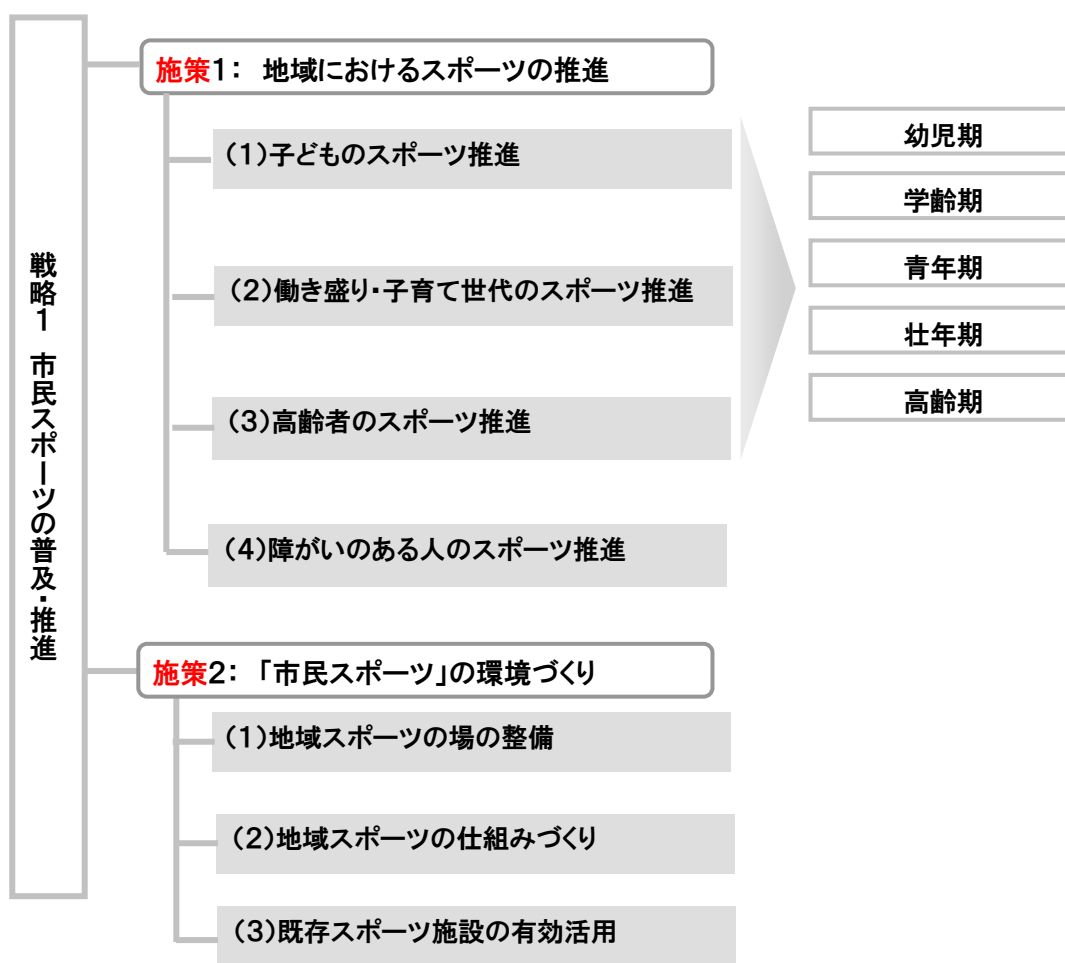 戦略1 市民スポーツの普及・推進
施策1: 地域におけるスポーツの推進
(1)子どものスポーツ推進
(2)働き盛り・子育て世代のスポーツ推進
(3)高齢者のスポーツ推進
(4)障がいのある人のスポーツ推進
幼児期
学齢期
青年期
壮年期
高齢期
施策2: 「市民スポーツ」の環境づくり
(1)地域スポーツの場の整備
(2)地域スポーツの仕組みづくり
(3)既存スポーツ施設の有効活用